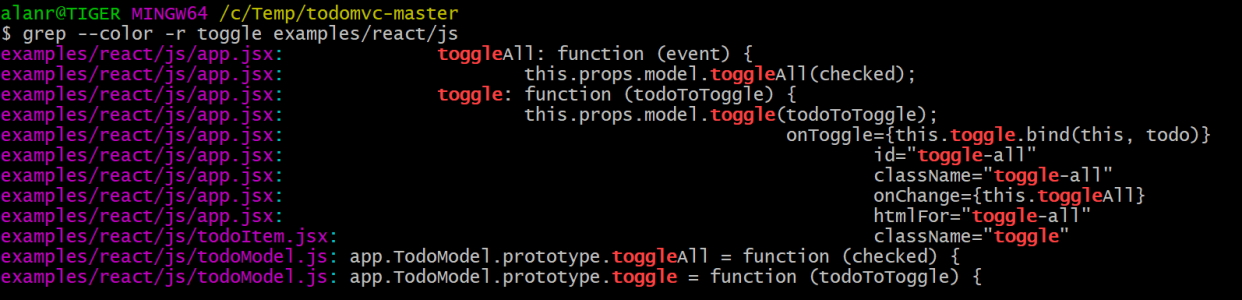 alanr@TIGER MINGW64 /c/Temp/todomvc-master
$ grep --color -r toggle examples/react/js
examples/react/js/app.jsx:              toggleAll: function (event) {
examples/react/js/app.jsx:                      this.props.model.toggleAll(checked);
examples/react/js/app.jsx:              toggle: function (todoToToggle) {
examples/react/js/app.jsx:                      this.props.model.toggle(todoToToggle);
examples/react/js/app.jsx:                                              onToggle={this.toggle.bind(this, todo)}
examples/react/js/app.jsx:                                                      id="toggle-all"
examples/react/js/app.jsx:                                                      className="toggle-all"
examples/react/js/app.jsx:                                                      onChange={this.toggleAll}
examples/react/js/app.jsx:                                                      htmlFor="toggle-all"
examples/react/js/todoItem.jsx:                                                 className="toggle"
examples/react/js/todoModel.js: app.TodoModel.prototype.toggleAll = function (checked) {
examples/react/js/todoModel.js: app.TodoModel.prototype.toggle = function (todoToToggle) {